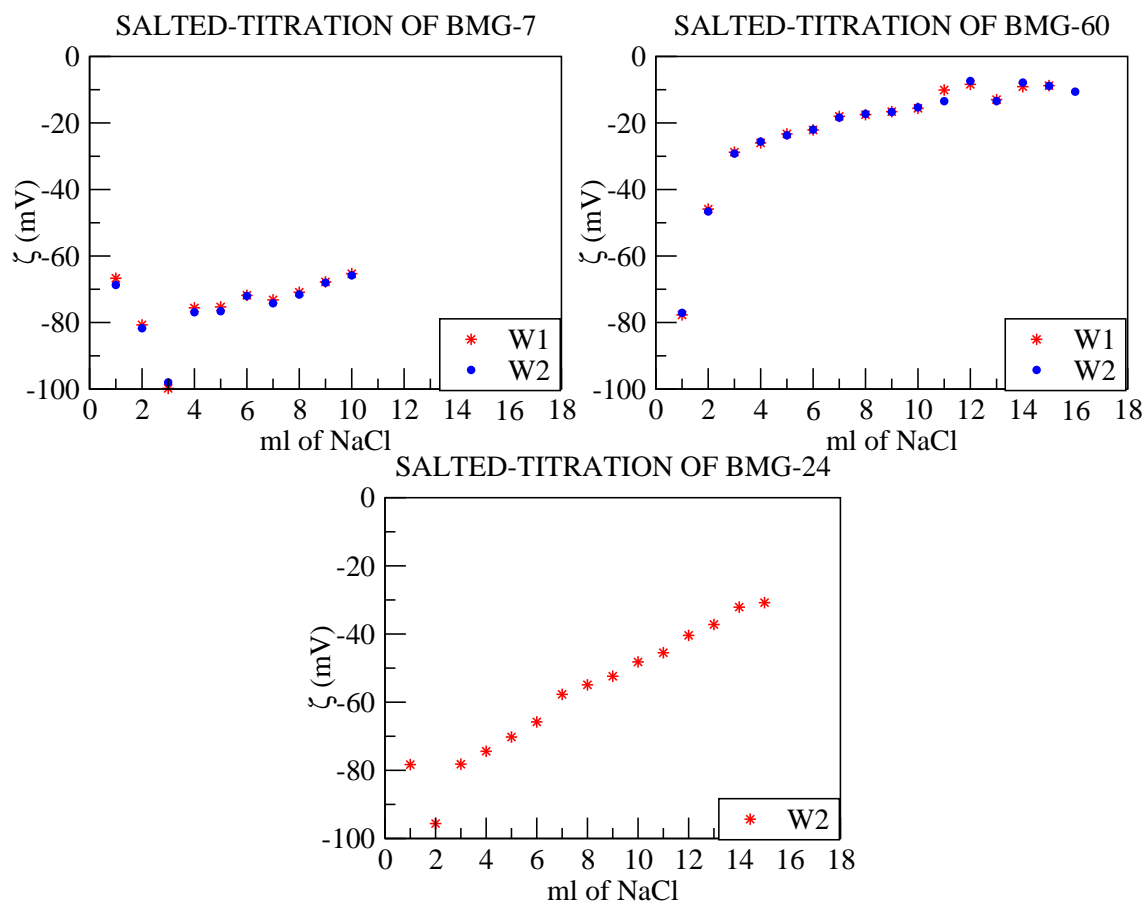 SALTED-TITRATION OF BMG-7
0
-20
-40
-60
-80
-100
ζ (mV)
0 2 4 6 8 10 12 14 16 18
ml of NaCl
W1
W2
SALTED-TITRATION OF BMG-60
0
-20
-40
-60
-80
-100
ζ (mV)
0 2 4 6 8 10 12 14 16 18
ml of NaCl
W1
W2
SALTED-TITRATION OF BMG-24
0
-20
-40
-60
-80
-100
ζ (mV)
0 2 4 6 8 10 12 14 16 18
ml of NaCl
W2